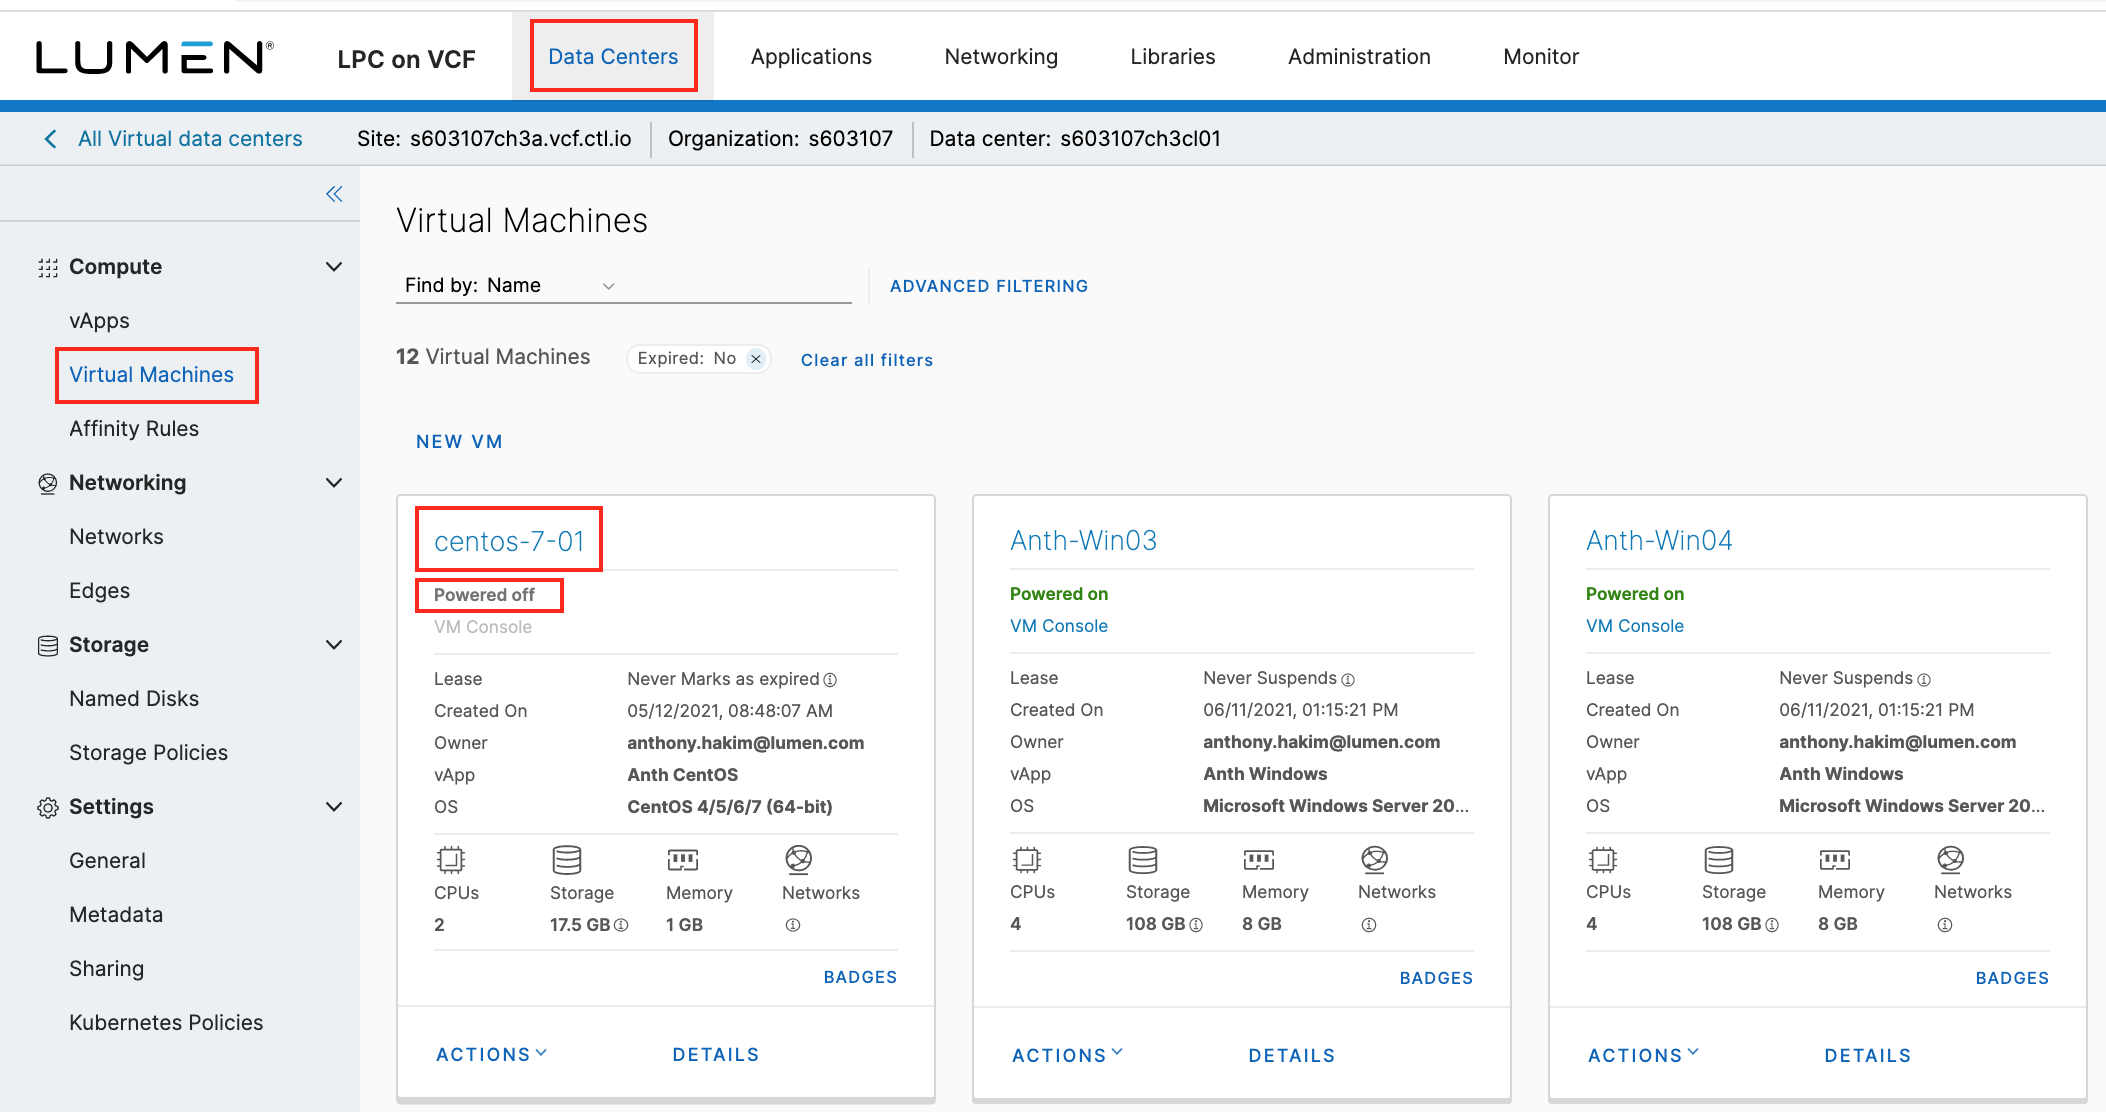 LUMEN®
LPC on VCF
Data Centers
Applications
Networking
Libraries
Administration
Monitor
All Virtual data centers
Site: s603107ch3a.vcf.ctl.io
Organization: s603107
Data center: s603107ch3cl01
Compute
vApps
Virtual Machines
Affinity Rules
Networking
Networks
Edges
Storage
Named Disks
Storage Policies
Settings
General
Metadata
Sharing
Kubernetes Policies
Virtual Machines
Find by: Name
ADVANCED FILTERING
12 Virtual Machines
Expired: No
Clear all filters
NEW VM
centos-7-01
Powered off
VM Console
Lease Never Marks as expired
Created On 05/12/2021, 08:48:07 AM
Owner anthony.hakim@lumen.com
vApp Anth CentOS
OS CentOS 4/5/6/7 (64-bit)
CPUs Storage Memory Networks
2 17.5 GB 1 GB
BADGES
ACTIONS DETAILS
Anth-Win03
Powered on
VM Console
Lease Never Suspends
Created On 06/11/2021, 01:15:21 PM
Owner anthony.hakim@lumen.com
vApp Anth Windows
OS Microsoft Windows Server 20...
CPUs Storage Memory Networks
4 108 GB 8 GB
BADGES
ACTIONS DETAILS
Anth-Win04
Powered on
VM Console
Lease Never Suspends
Created On 06/11/2021, 01:15:21 PM
Owner anthony.hakim@lumen.com
vApp Anth Windows
OS Microsoft Windows Server 20...
CPUs Storage Memory Networks
4 108 GB 8 GB
BADGES
ACTIONS DETAILS